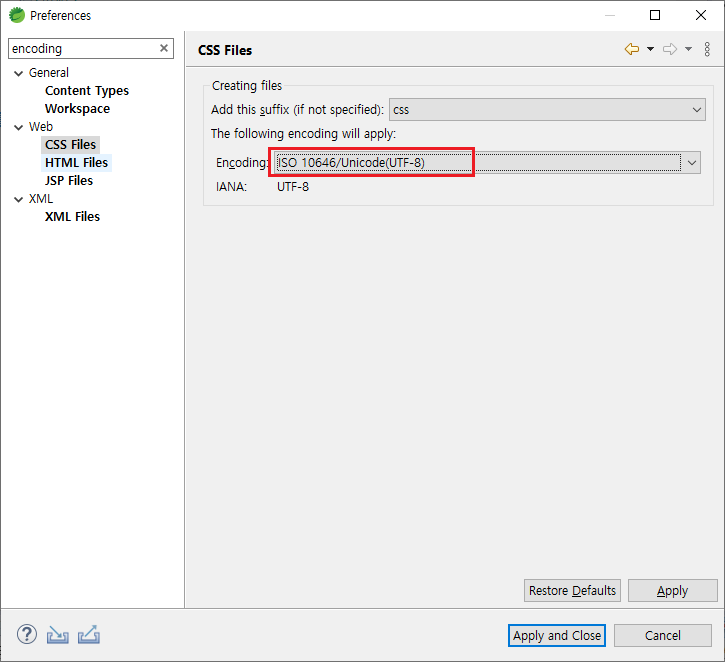 Preferences
encoding
General
Content Types
Workspace
Web
CSS Files
HTML Files
JSP Files
XML
XML Files
CSS Files
Creating files
Add this suffix (if not specified): css
The following encoding will apply:
Encoding: ISO 10646/Unicode(UTF-8)
IANA: UTF-8
Restore Defaults Apply
? Apply and Close Cancel